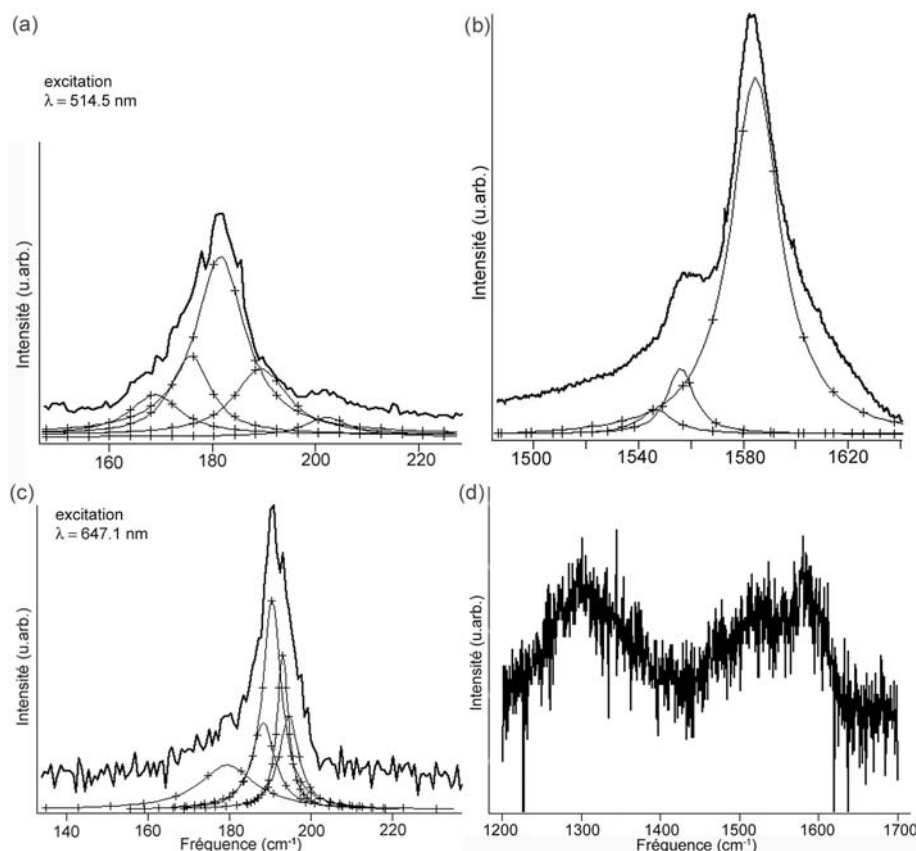 (a)
excitation
λ = 514.5 nm
Intensité (u.arb.)
160 180 200 220
(b)
Intensité (u.arb.)
1500 1540 1580 1620
(c)
excitation
λ = 647.1 nm
Intensité (u.arb.)
140 160 180 200 220
Fréquence (cm⁻¹)
(d)
Intensité (u.arb.)
1200 1300 1400 1500 1600 1700
Fréquence (cm⁻¹)